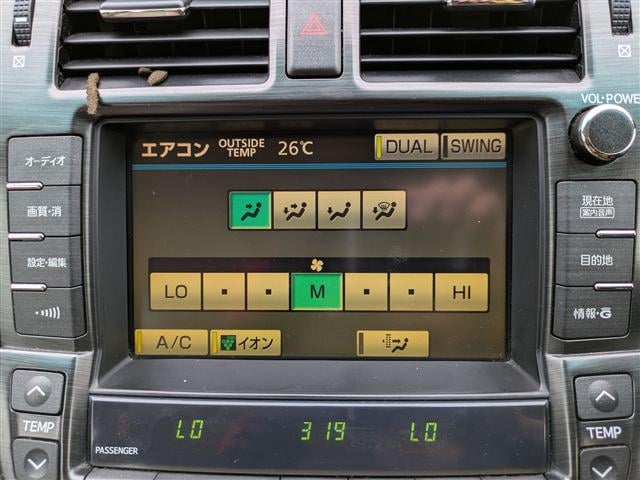 VOL・POWER
オーディオ
画質・消
設定・編集
エアコン OUTSIDE TEMP 26℃ DUAL SWING
LO M HI
A/C イオン
現在地
案内音声
目的地
情報・G
TEMP
LO 319 LO
PASSENGER
TEMP